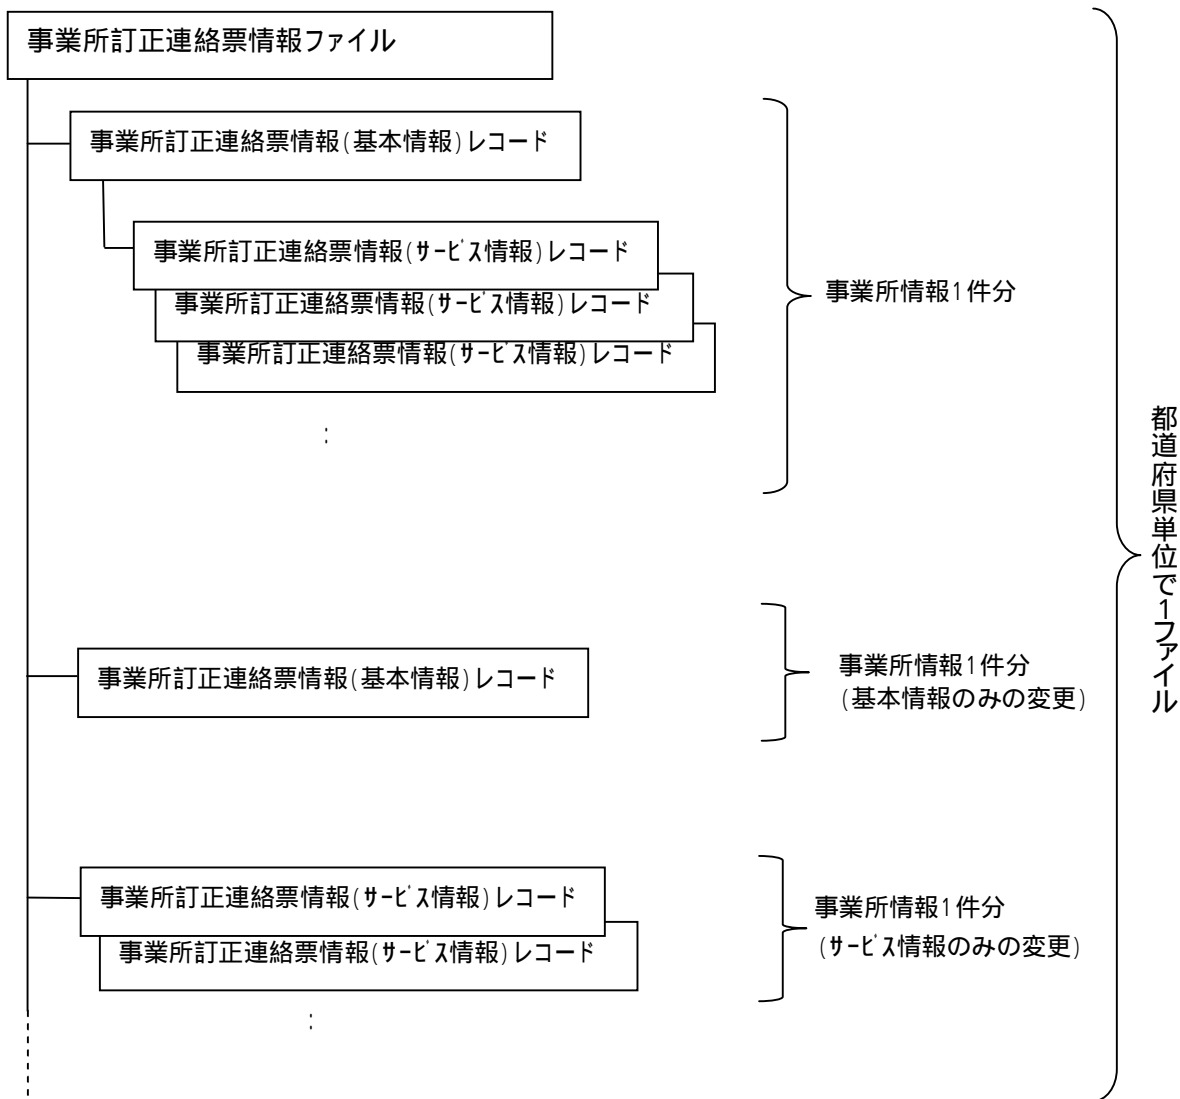 事業所訂正連絡票情報ファイル
事業所訂正連絡票情報(基本情報)レコード
事業所訂正連絡票情報(ｻｰﾋﾞｽ情報)レコード
事業所訂正連絡票情報(ｻｰﾋﾞｽ情報)レコード
事業所訂正連絡票情報(ｻｰﾋﾞｽ情報)レコード
:
事業所情報1件分
事業所訂正連絡票情報(基本情報)レコード
事業所情報1件分
(基本情報のみの変更)
事業所訂正連絡票情報(ｻｰﾋﾞｽ情報)レコード
事業所訂正連絡票情報(ｻｰﾋﾞｽ情報)レコード
:
事業所情報1件分
(ｻｰﾋﾞｽ情報のみの変更)
都道府県単位で1ファイル